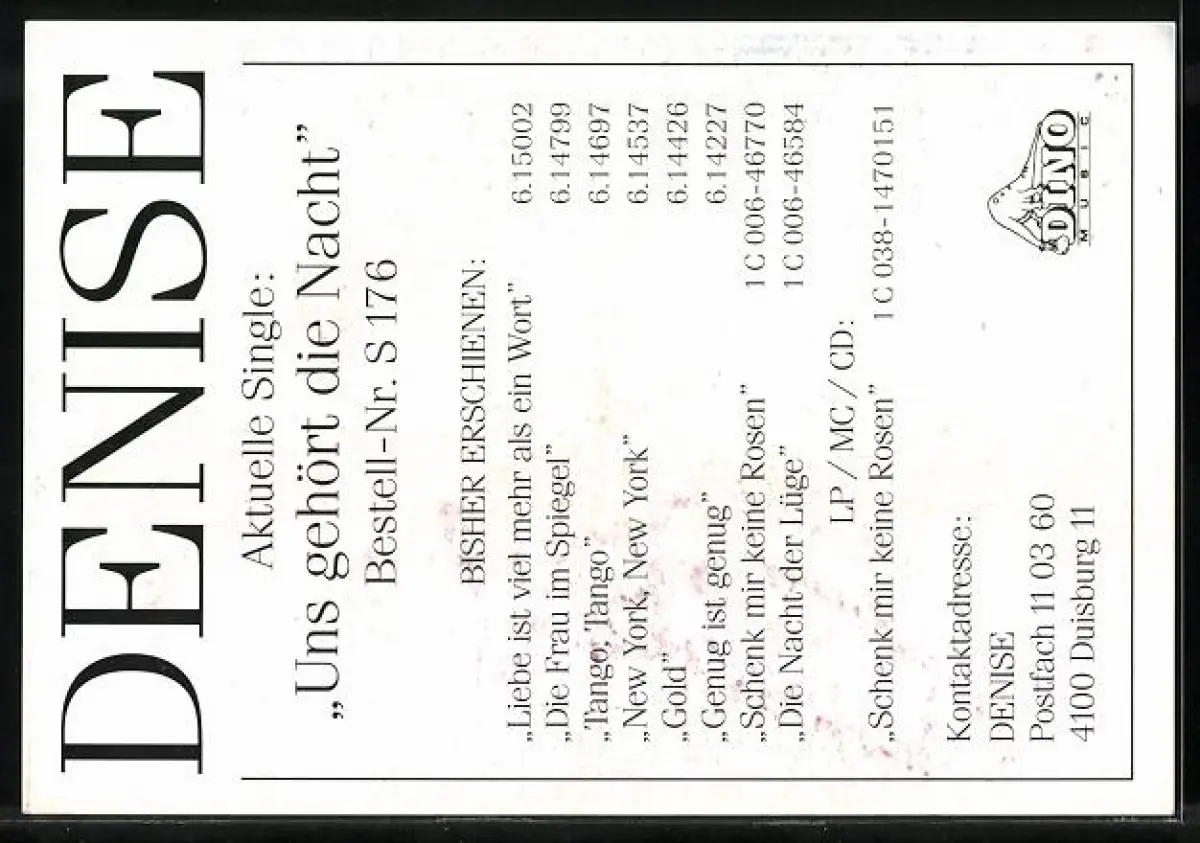 DENISE
Aktuelle Single:
„Uns gehört die Nacht”
Bestell-Nr. S 176
BISHER ERSCHIENEN:
„Liebe ist viel mehr als ein Wort” 6.15002
„Die Frau im Spiegel” 6.14799
„Tango, Tango” 6.14697
„New York, New York” 6.14537
„Gold” 6.14426
„Genug ist genug” 6.14227
„Schenk mir keine Rosen” 1 C 006-46770
„Die Nacht der Lüge” 1 C 006-46584
LP / MC / CD:
„Schenk mir keine Rosen” 1 C 038-1470151
Kontaktadresse:
DENISE
Postfach 11 03 60
4100 Duisburg 11
DINO
MUSIC